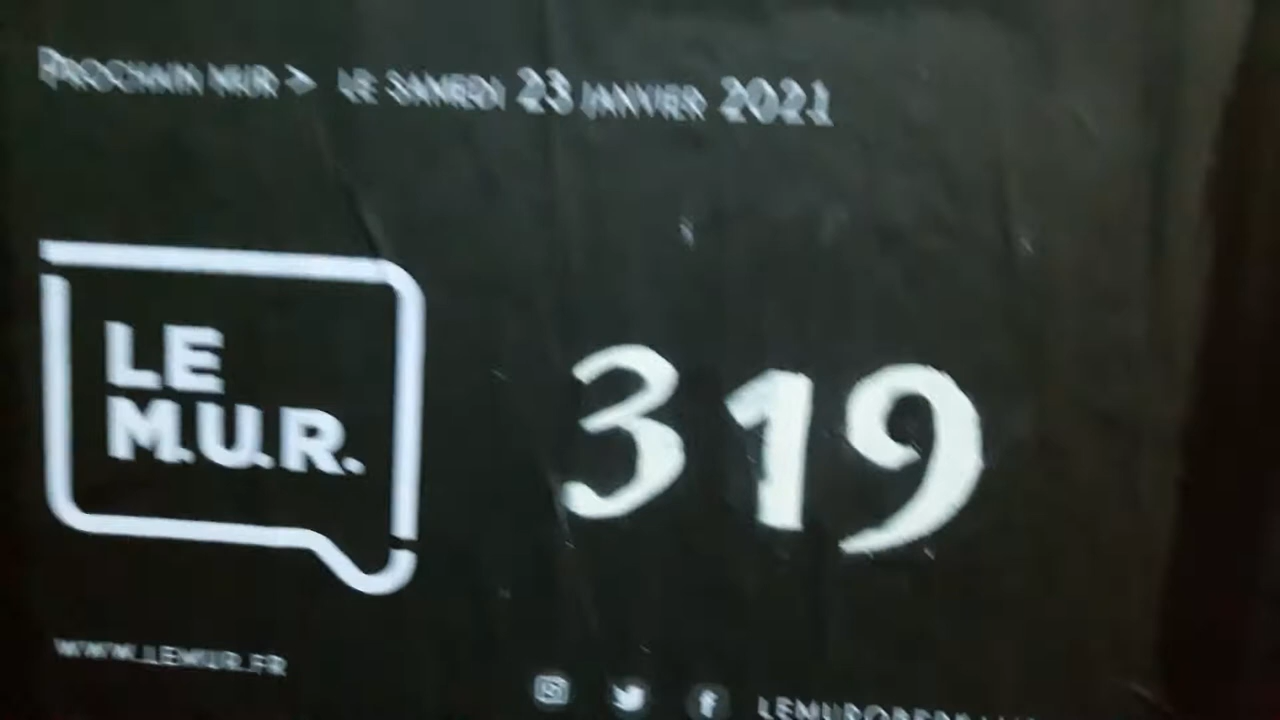 PROCHAIN MUR > LE SAMEDI 23 JANVIER 2021
LE
M.U.R.
319
WWW.LEMUR.FR